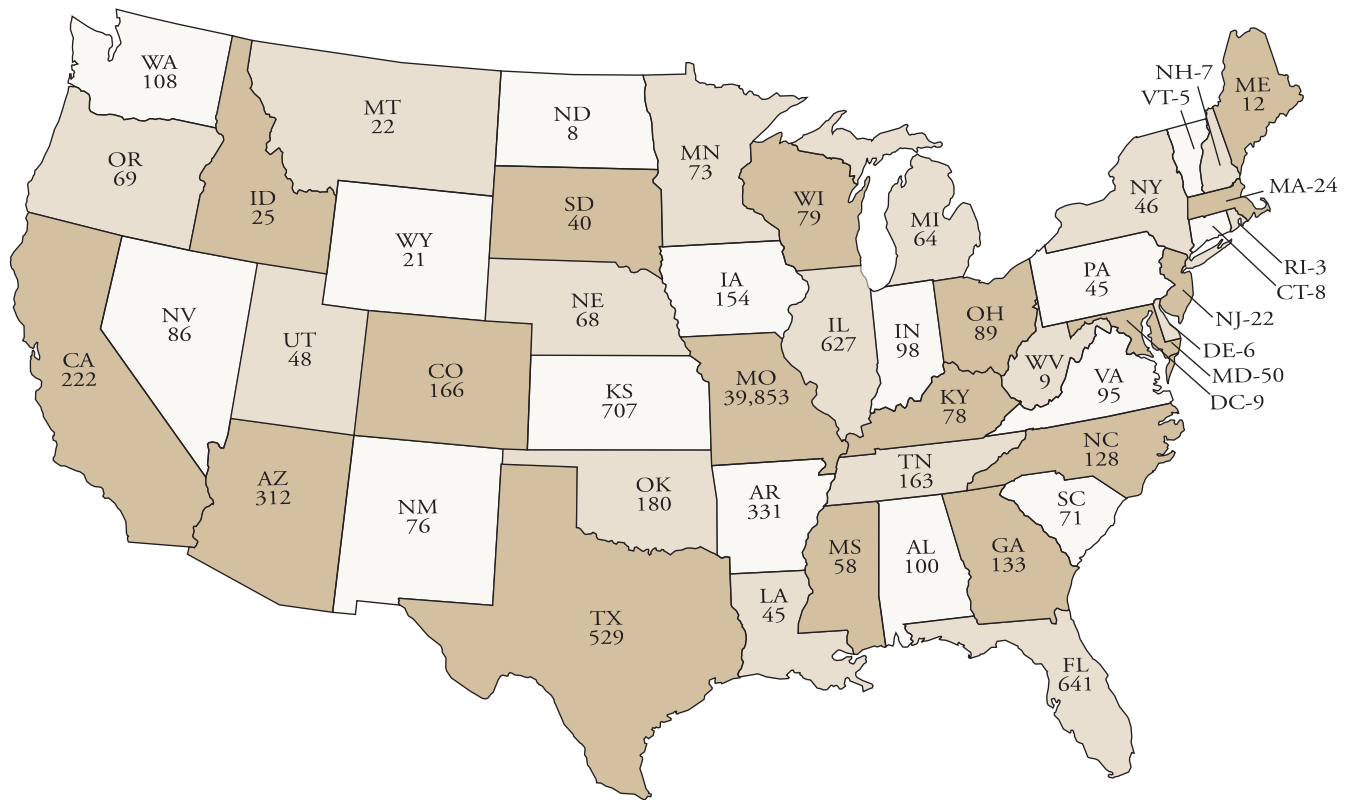 WA
108
OR
69
CA
222
NV
86
ID
25
MT
22
WY
21
UT
48
AZ
312
CO
166
NM
76
ND
8
SD
40
NE
68
KS
707
OK
180
TX
529
MN
73
IA
154
MO
39,853
AR
331
LA
45
WI
79
IL
627
MI
64
IN
98
OH
89
KY
78
TN
163
MS
58
AL
100
GA
133
FL
641
SC
71
NC
128
VA
95
WV
9
PA
45
NY
46
VT-5
NH-7
ME
12
MA-24
RI-3
CT-8
NJ-22
DE-6
MD-50
DC-9